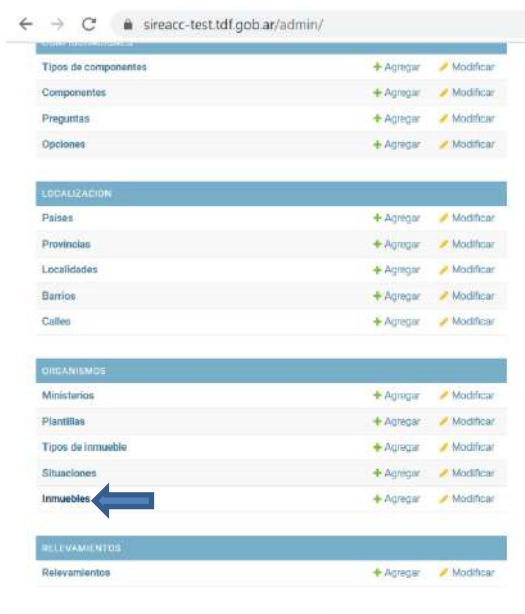 sireacc-test.tdf.gob.ar/admin/
CONFIGURACIONES
Tipos de componentes + Agregar Modificar
Componentes + Agregar Modificar
Preguntas + Agregar Modificar
Opciones + Agregar Modificar
LOCALIZACION
Paises + Agregar Modificar
Provincias + Agregar Modificar
Localidades + Agregar Modificar
Barrios + Agregar Modificar
Calles + Agregar Modificar
ORGANISMOS
Ministerios + Agregar Modificar
Plantillas + Agregar Modificar
Tipos de inmueble + Agregar Modificar
Situaciones + Agregar Modificar
Inmuebles + Agregar Modificar
RELEVAMIENTOS
Relevamientos + Agregar Modificar